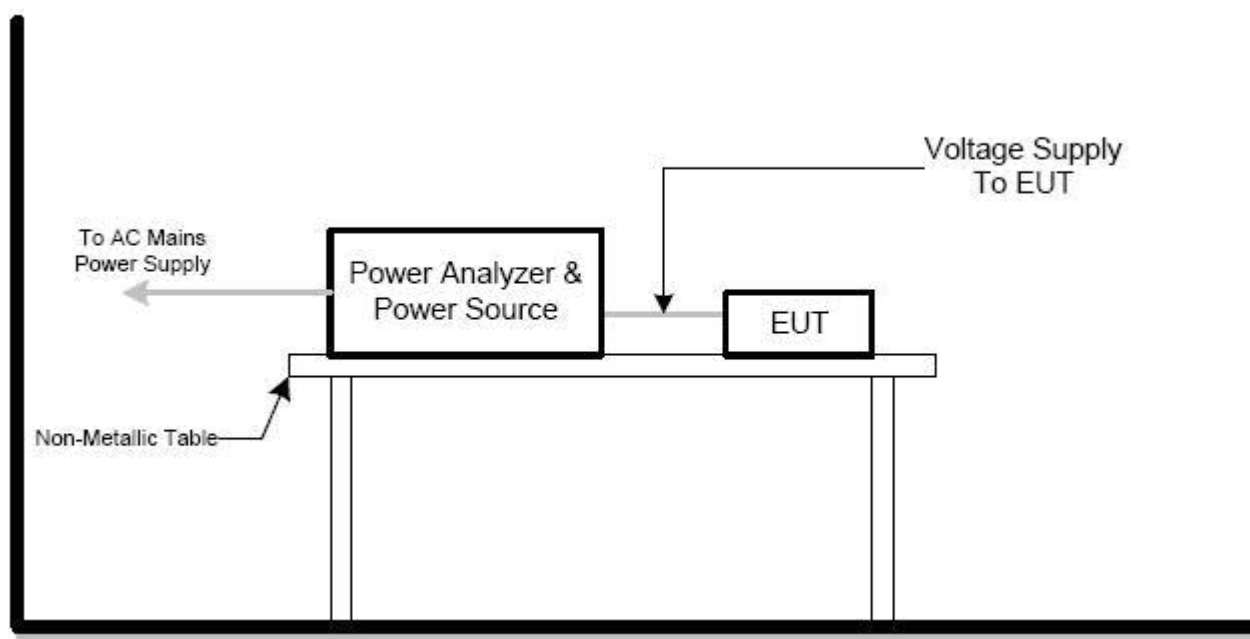 Voltage Supply
To EUT
To AC Mains
Power Supply
Power Analyzer &
Power Source
EUT
Non-Metallic Table